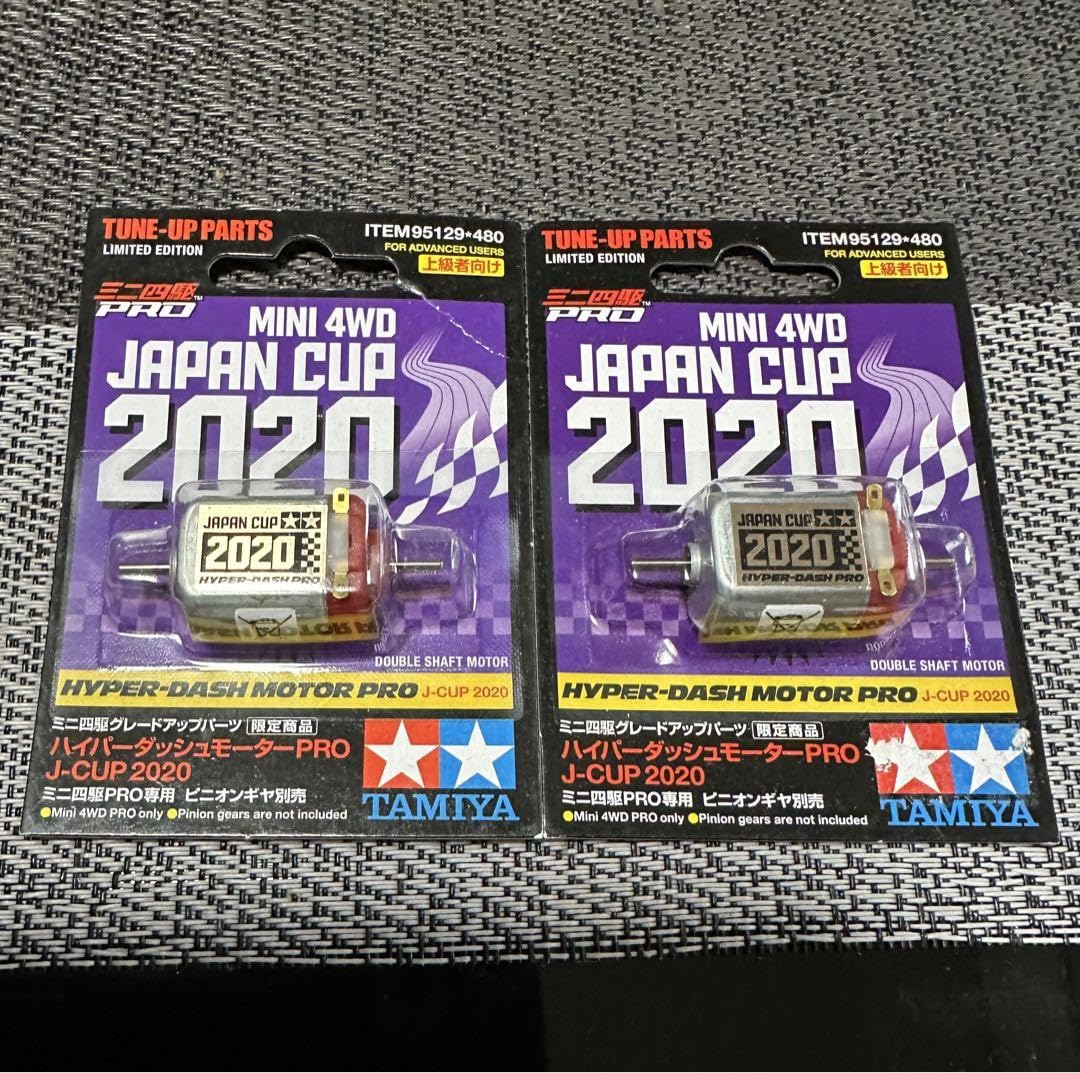 TUNE-UP PARTS
LIMITED EDITION
ITEM95129*480
FOR ADVANCED USERS
上級者向け
ミニ四駆™
PRO
MINI 4WD
JAPAN CUP
2020
JAPAN CUP
2020
HYPER-DASH PRO
DOUBLE SHAFT MOTOR
HYPER-DASH MOTOR PRO J-CUP 2020
ミニ四駆グレードアップパーツ 限定商品
ハイパーダッシュモーターPRO
J-CUP 2020
ミニ四駆PRO専用 ピニオンギヤ別売
●Mini 4WD PRO only ●Pinion gears are not included
TAMIYA
TUNE-UP PARTS
LIMITED EDITION
ITEM95129*480
FOR ADVANCED USERS
上級者向け
ミニ四駆™
PRO
MINI 4WD
JAPAN CUP
2020
JAPAN CUP
2020
HYPER-DASH PRO
DOUBLE SHAFT MOTOR
HYPER-DASH MOTOR PRO J-CUP 2020
ミニ四駆グレードアップパーツ 限定商品
ハイパーダッシュモーターPRO
J-CUP 2020
ミニ四駆PRO専用 ピニオンギヤ別売
●Mini 4WD PRO only ●Pinion gears are not included
TAMIYA